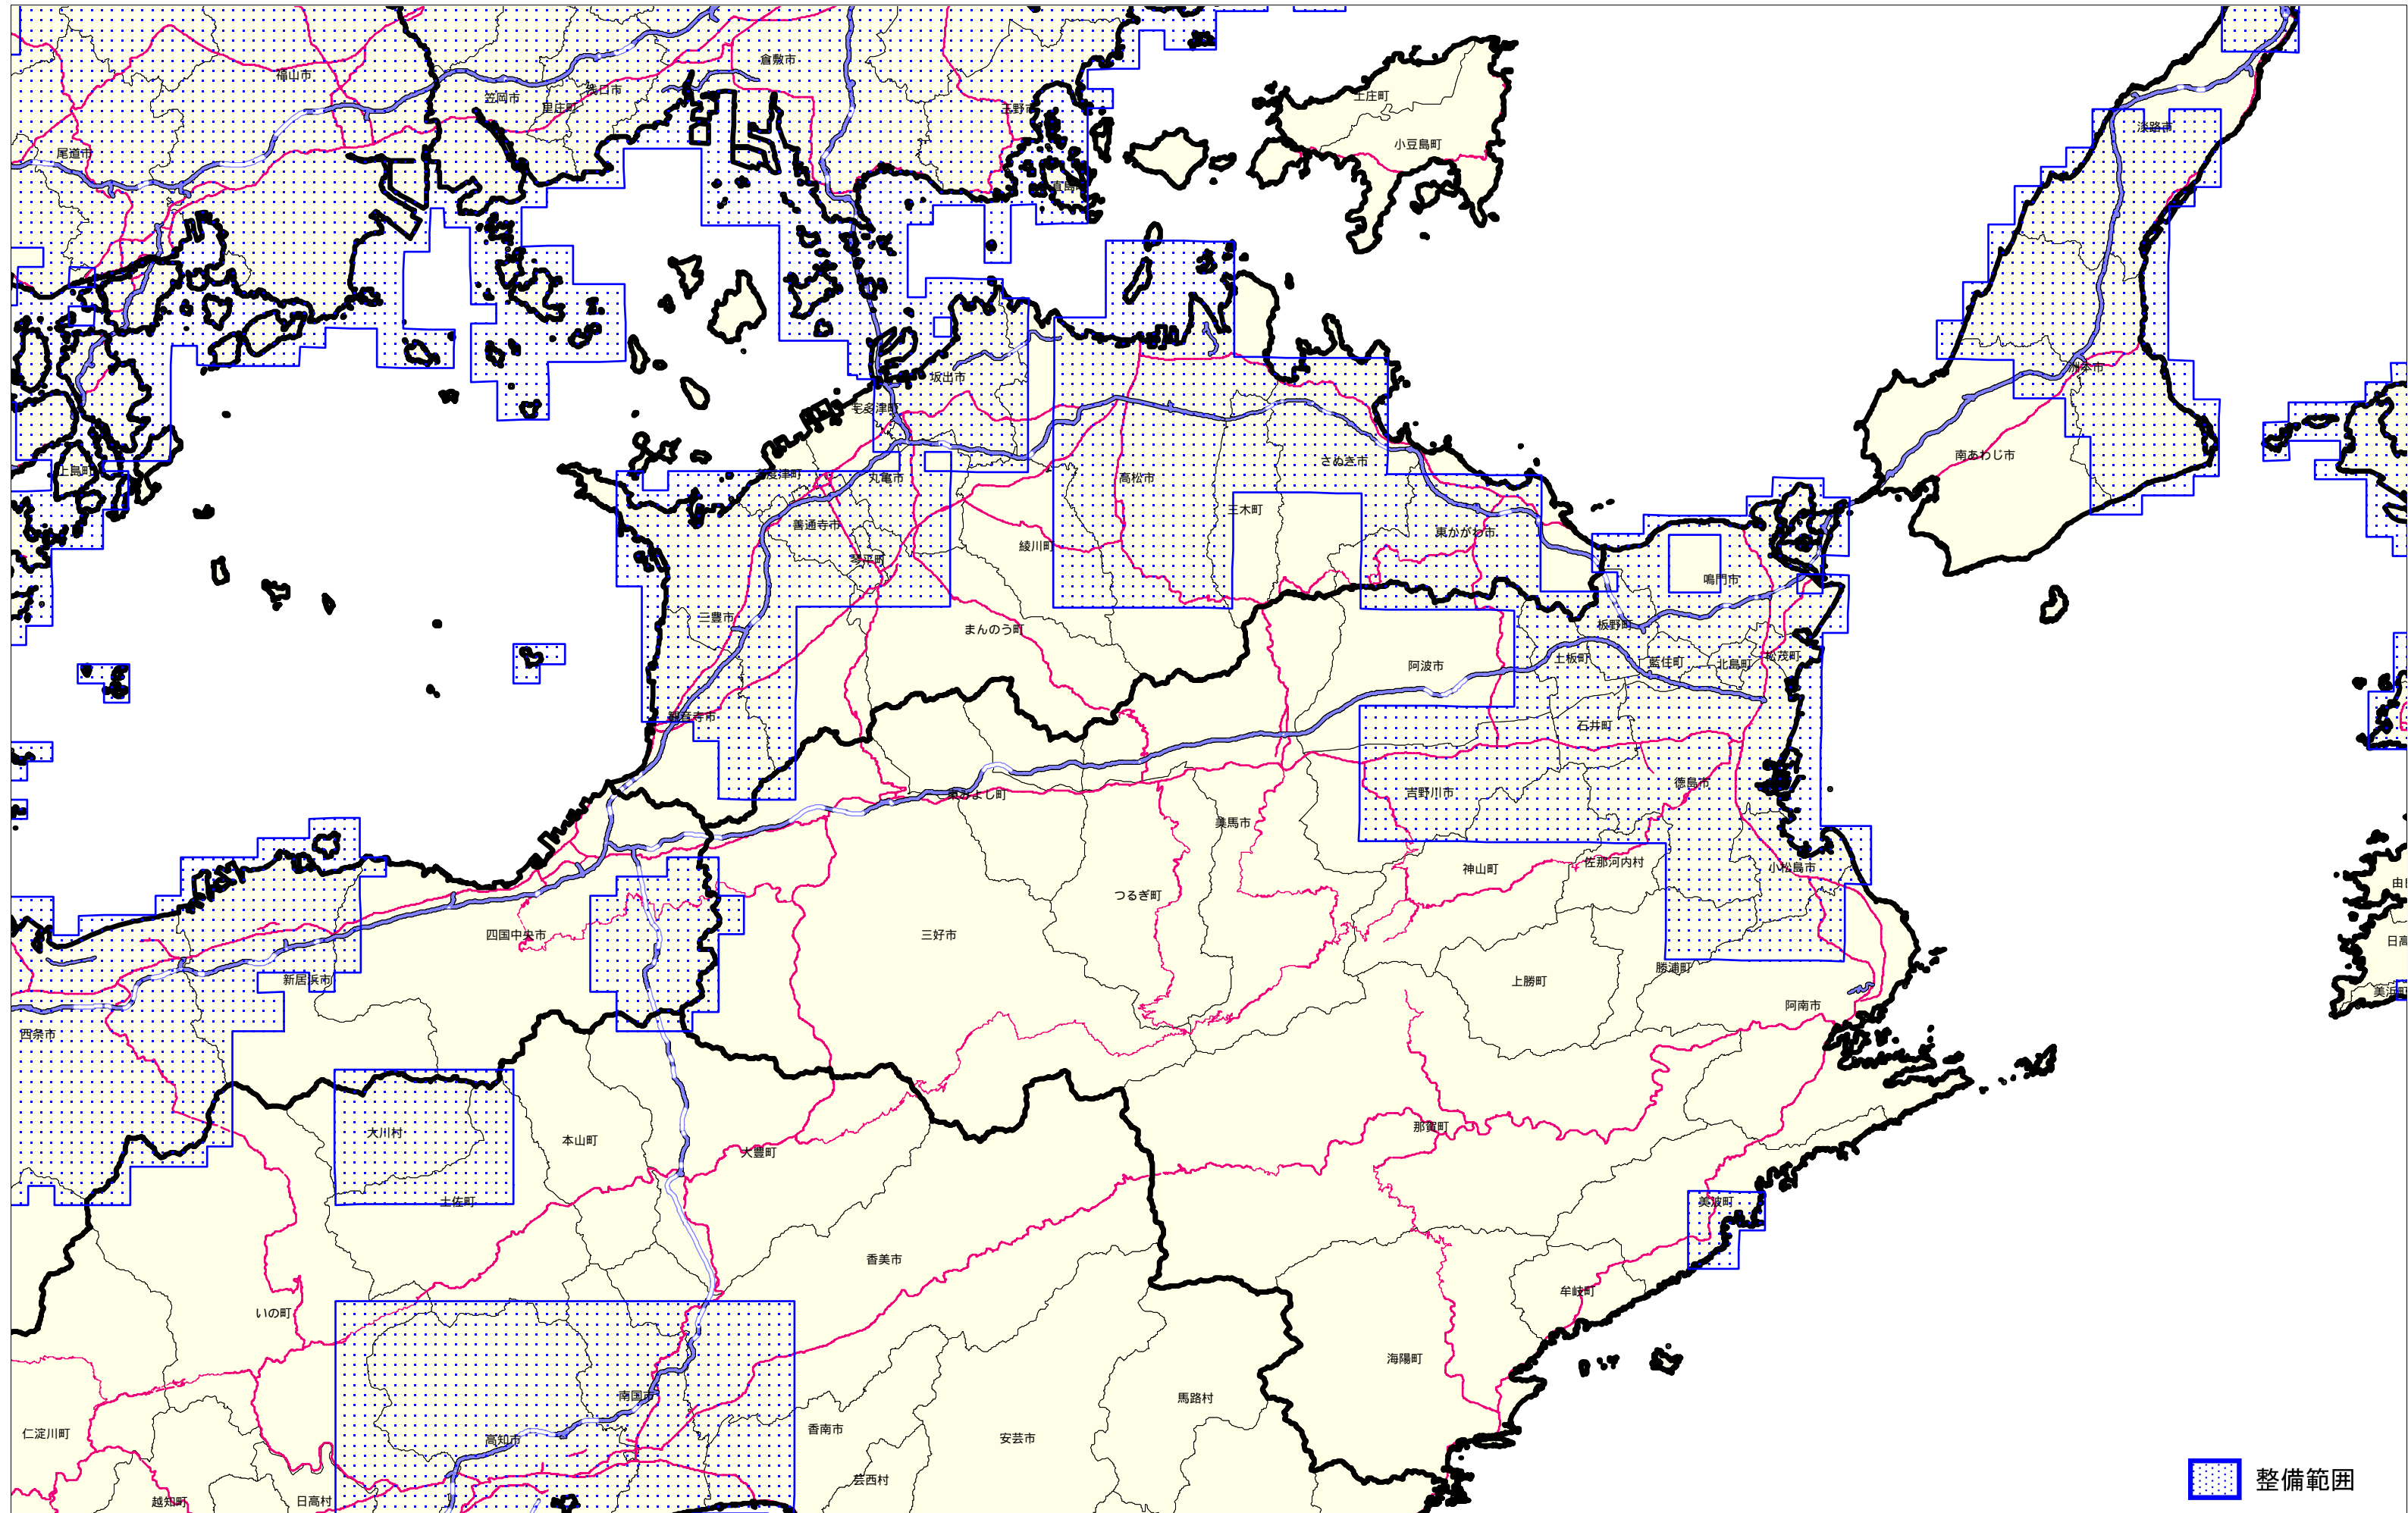 倉敷市
福山市
浅口市
笠岡市
里庄町
玉野市
土庄町
淡路市
小豆島町
尾道市
直島町
洲本市
坂出市
宇多津町
南あわじ市
さぬき市
上島町
多度津町
丸亀市
高松市
三木町
善通寺市
東かがわ市
綾川町
琴平町
鳴門市
三豊市
板野町
まんのう町
上板町
藍住町
北島町
松茂町
阿波市
観音寺市
石井町
徳島市
吉野川市
東みよし町
美馬市
佐那河内村
神山町
小松島市
つるぎ町
四国中央市
三好市
勝浦町
新居浜市
上勝町
美浜町
阿南市
西条市
那賀町
大川村
本山町
大豊町
土佐町
美波町
香美市
牟岐町
いの町
海陽町
南国市
馬路村
香南市
仁淀川町
安芸市
高知市
芸西村
整備範囲
越知町
日高村